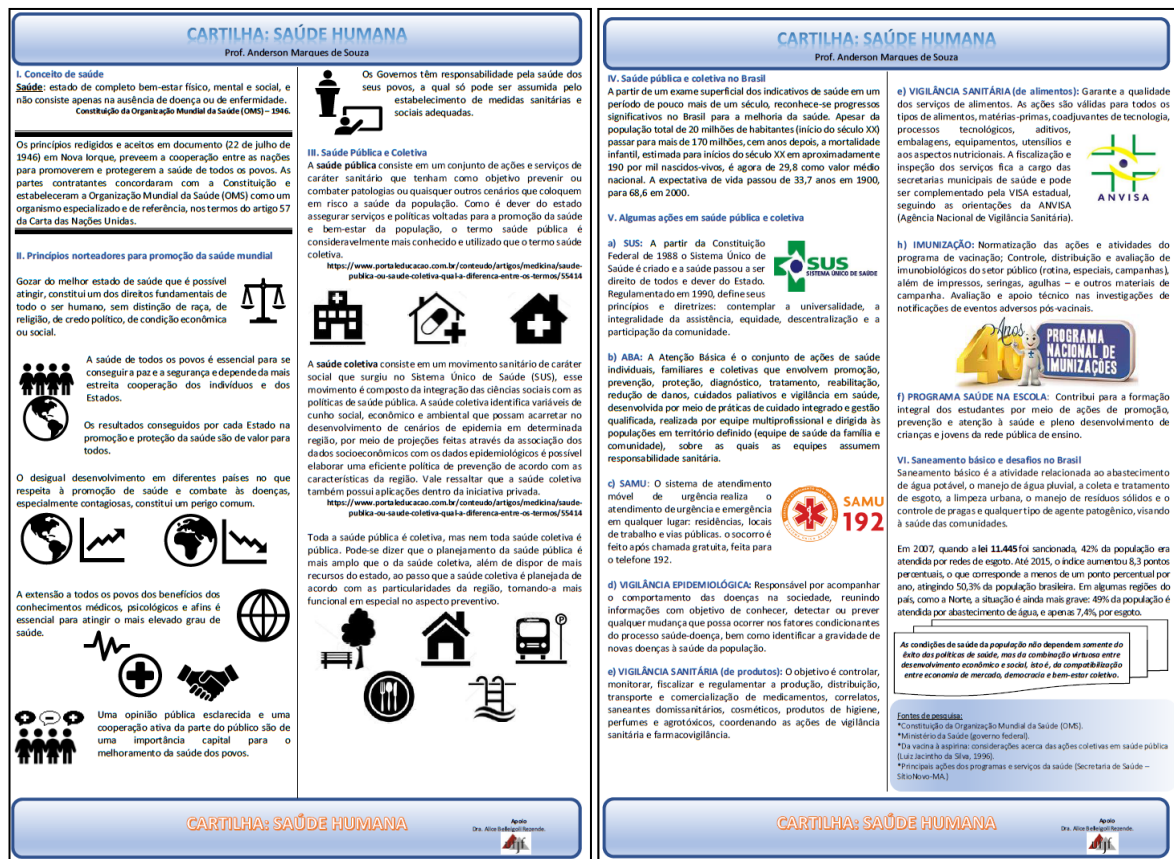 CARTILHA: SAÚDE HUMANA
Prof. Anderson Marques de Souza
I. Conceito de saúde
Saúde: estado de completo bem-estar físico, mental e social, e
não consiste apenas na ausência de doença ou de enfermidade.
Constituição da Organização Mundial da Saúde (OMS) – 1946.
Os princípios redigidos e aceitos em documento (22 de julho de
1946) em Nova Iorque, preveem a cooperação entre as nações
para promoverem e protegerem a saúde de todos os povos. As
partes contratantes concordaram com a Constituição e
estabeleceram a Organização Mundial da Saúde (OMS) como um
organismo especializado e de referência, nos termos do artigo 57
da Carta das Nações Unidas.
II. Princípios norteadores para promoção da saúde mundial
Gozar do melhor estado de saúde que é possível
atingir, constitui um dos direitos fundamentais de
todo o ser humano, sem distinção de raça, de
religião, de credo político, de condição econômica
ou social.
A saúde de todos os povos é essencial para se
conseguir a paz e a segurança e depende da mais
estreita cooperação dos indivíduos e dos
Estados.
Os resultados conseguidos por cada Estado na
promoção e proteção da saúde são de valor para
todos.
O desigual desenvolvimento em diferentes países no que
respeita à promoção de saúde e combate às doenças,
especialmente contagiosas, constitui um perigo comum.
A extensão a todos os povos dos benefícios dos
conhecimentos médicos, psicológicos e afins é
essencial para atingir o mais elevado grau de
saúde.
Uma opinião pública esclarecida e uma
cooperação ativa da parte do público são de
uma importância capital para o
melhoramento da saúde dos povos.
Os Governos têm responsabilidade pela saúde dos
seus povos, a qual só pode ser assumida pelo
estabelecimento de medidas sanitárias e
sociais adequadas.
III. Saúde Pública e Coletiva
A saúde pública consiste em um conjunto de ações e serviços de
caráter sanitário que tenham como objetivo prevenir ou
combater patologias ou quaisquer outros cenários que coloquem
em risco a saúde da população. Como é dever do estado
assegurar serviços e políticas voltadas para a promoção da saúde
e bem-estar da população, o termo saúde pública é
consideravelmente mais conhecido e utilizado que o termo saúde
coletiva.
https://www.portaleducacao.com.br/conteudo/artigos/medicina/saude-
publica-ou-saude-coletiva-qual-a-diferenca-entre-os-termos/55414
A saúde coletiva consiste em um movimento sanitário de caráter
social que surgiu no Sistema Único de Saúde (SUS), esse
movimento é composto da integração das ciências sociais com as
políticas de saúde pública. A saúde coletiva identifica variáveis de
cunho social, econômico e ambiental que possam acarretar no
desenvolvimento de cenários de epidemia em determinada
região, por meio de projeções feitas através da associação dos
dados socioeconômicos com os dados epidemiológicos é possível
elaborar uma eficiente política de prevenção de acordo com as
características da região. Vale ressaltar que a saúde coletiva
também possui aplicações dentro da iniciativa privada.
https://www.portaleducacao.com.br/conteudo/artigos/medicina/saude-
publica-ou-saude-coletiva-qual-a-diferenca-entre-os-termos/55414
Toda a saúde pública é coletiva, mas nem toda saúde coletiva é
pública. Pode-se dizer que o planejamento da saúde pública é
mais amplo que o da saúde coletiva, além de dispor de mais
recursos do estado, ao passo que a saúde coletiva é planejada de
acordo com as particularidades da região, tornando-a mais
funcional em especial no aspecto preventivo.
P
CARTILHA: SAÚDE HUMANA
Apoio
Dra. Alice Belleigoli Rezende.
CARTILHA: SAÚDE HUMANA
Prof. Anderson Marques de Souza
IV. Saúde pública e coletiva no Brasil
A partir de um exame superficial dos indicativos de saúde em um
período de pouco mais de um século, reconhece-se progressos
significativos no Brasil para a melhoria da saúde. Apesar da
população total de 20 milhões de habitantes (início do século XX)
passar para mais de 170 milhões, cem anos depois, a mortalidade
infantil, estimada para inícios do século XX em aproximadamente
190 por mil nascidos-vivos, é agora de 29,8 como valor médio
nacional. A expectativa de vida passou de 33,7 anos em 1900,
para 68,6 em 2000.
V. Algumas ações em saúde pública e coletiva
a) SUS: A partir da Constituição
Federal de 1988 o Sistema Único de
Saúde é criado e a saúde passou a ser
direito de todos e dever do Estado.
Regulamentado em 1990, define seus
princípios e diretrizes: contemplar a universalidade, a
integralidade da assistência, equidade, descentralização e a
participação da comunidade.
SUS
SISTEMA ÚNICO DE SAÚDE
b) ABA: A Atenção Básica é o conjunto de ações de saúde
individuais, familiares e coletivas que envolvem promoção,
prevenção, proteção, diagnóstico, tratamento, reabilitação,
redução de danos, cuidados paliativos e vigilância em saúde,
desenvolvida por meio de práticas de cuidado integrado e gestão
qualificada, realizada por equipe multiprofissional e dirigida às
populações em território definido (equipe de saúde da família e
comunidade), sobre as quais as equipes assumem
responsabilidade sanitária.
c) SAMU: O sistema de atendimento
móvel de urgência realiza o
atendimento de urgência e emergência
em qualquer lugar: residências, locais
de trabalho e vias públicas. o socorro é
feito após chamada gratuita, feita para
o telefone 192.
SAMU
192
d) VIGILÂNCIA EPIDEMIOLÓGICA: Responsável por acompanhar
o comportamento das doenças na sociedade, reunindo
informações com objetivo de conhecer, detectar ou prever
qualquer mudança que possa ocorrer nos fatores condicionantes
do processo saúde-doença, bem como identificar a gravidade de
novas doenças à saúde da população.
e) VIGILÂNCIA SANITÁRIA (de produtos): O objetivo é controlar,
monitorar, fiscalizar e regulamentar a produção, distribuição,
transporte e comercialização de medicamentos, correlatos,
saneantes domissanitários, cosméticos, produtos de higiene,
perfumes e agrotóxicos, coordenando as ações de vigilância
sanitária e farmacovigilância.
e) VIGILÂNCIA SANITÁRIA (de alimentos): Garante a qualidade
dos serviços de alimentos. As ações são válidas para todos os
tipos de alimentos, matérias-primas, coadjuvantes de tecnologia,
processos tecnológicos, aditivos,
embalagens, equipamentos, utensílios e
aos aspectos nutricionais. A fiscalização e
inspeção dos serviços fica a cargo das
secretarias municipais de saúde e pode
ser complementado pela VISA estadual,
seguindo as orientações da ANVISA
(Agência Nacional de Vigilância Sanitária).
ANVISA
h) IMUNIZAÇÃO: Normatização das ações e atividades do
programa de vacinação; Controle, distribuição e avaliação de
imunobiológicos do setor público (rotina, especiais, campanhas),
além de impressos, seringas, agulhas – e outros materiais de
campanha. Avaliação e apoio técnico nas investigações de
notificações de eventos adversos pós-vacinais.
40 Anos
PROGRAMA
NACIONAL DE
IMUNIZAÇÕES
f) PROGRAMA SAÚDE NA ESCOLA: Contribui para a formação
integral dos estudantes por meio de ações de promoção,
prevenção e atenção à saúde e pleno desenvolvimento de
crianças e jovens da rede pública de ensino.
VI. Saneamento básico e desafios no Brasil
Saneamento básico é a atividade relacionada ao abastecimento
de água potável, o manejo de água pluvial, a coleta e tratamento
de esgoto, a limpeza urbana, o manejo de resíduos sólidos e o
controle de pragas e qualquer tipo de agente patogênico, visando
à saúde das comunidades.
Em 2007, quando a lei 11.445 foi sancionada, 42% da população era
atendida por redes de esgoto. Até 2015, o índice aumentou 8,3 pontos
percentuais, o que corresponde a menos de um ponto percentual por
ano, atingindo 50,3% da população brasileira. Em algumas regiões do
país, como a Norte, a situação é ainda mais grave: 49% da população é
atendida por abastecimento de água, e apenas 7,4%, por esgoto.
As condições de saúde da população não dependem somente do
êxito das políticas de saúde, mas da combinação virtuosa entre
desenvolvimento econômico e social, isto é, da compatibilização
entre economia de mercado, democracia e bem-estar coletivo.
Fontes de pesquisa:
*Constituição da Organização Mundial da Saúde (OMS).
*Ministério da Saúde (governo federal).
*Da vacina à aspirina: considerações acerca das ações coletivas em saúde pública
(Luiz Jacintho da Silva, 1996).
*Principais ações dos programas e serviços da saúde (Secretaria de Saúde –
SítioNovo-MA.)
CARTILHA: SAÚDE HUMANA
Apoio
Dra. Alice Belleigoli Rezende.